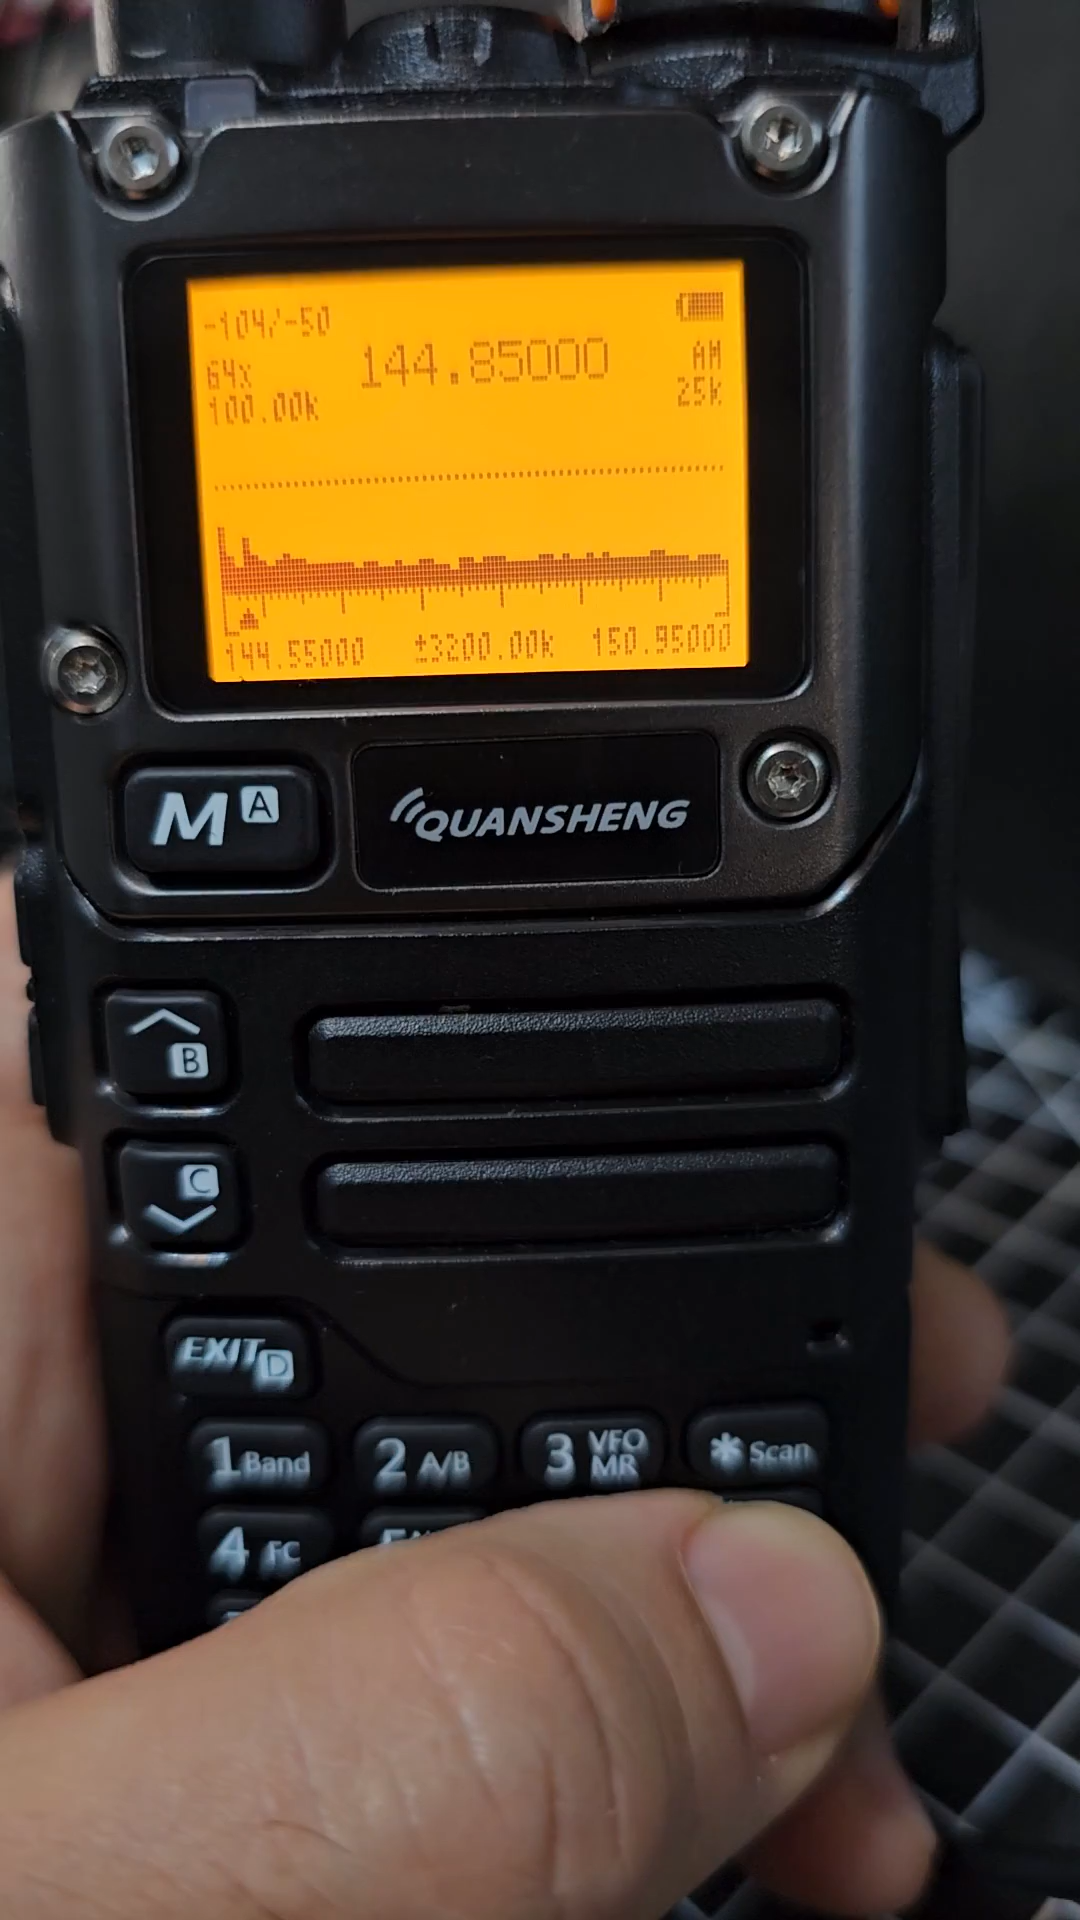 -104/-50
144.85000
64x
AM
100.00k
25K
144.55000 ±3200.00k 150.95000
M A
QUANSHENG
B
C
EXIT D
1 Band 2 A/B 3 VFO MR * Scan
4 FC